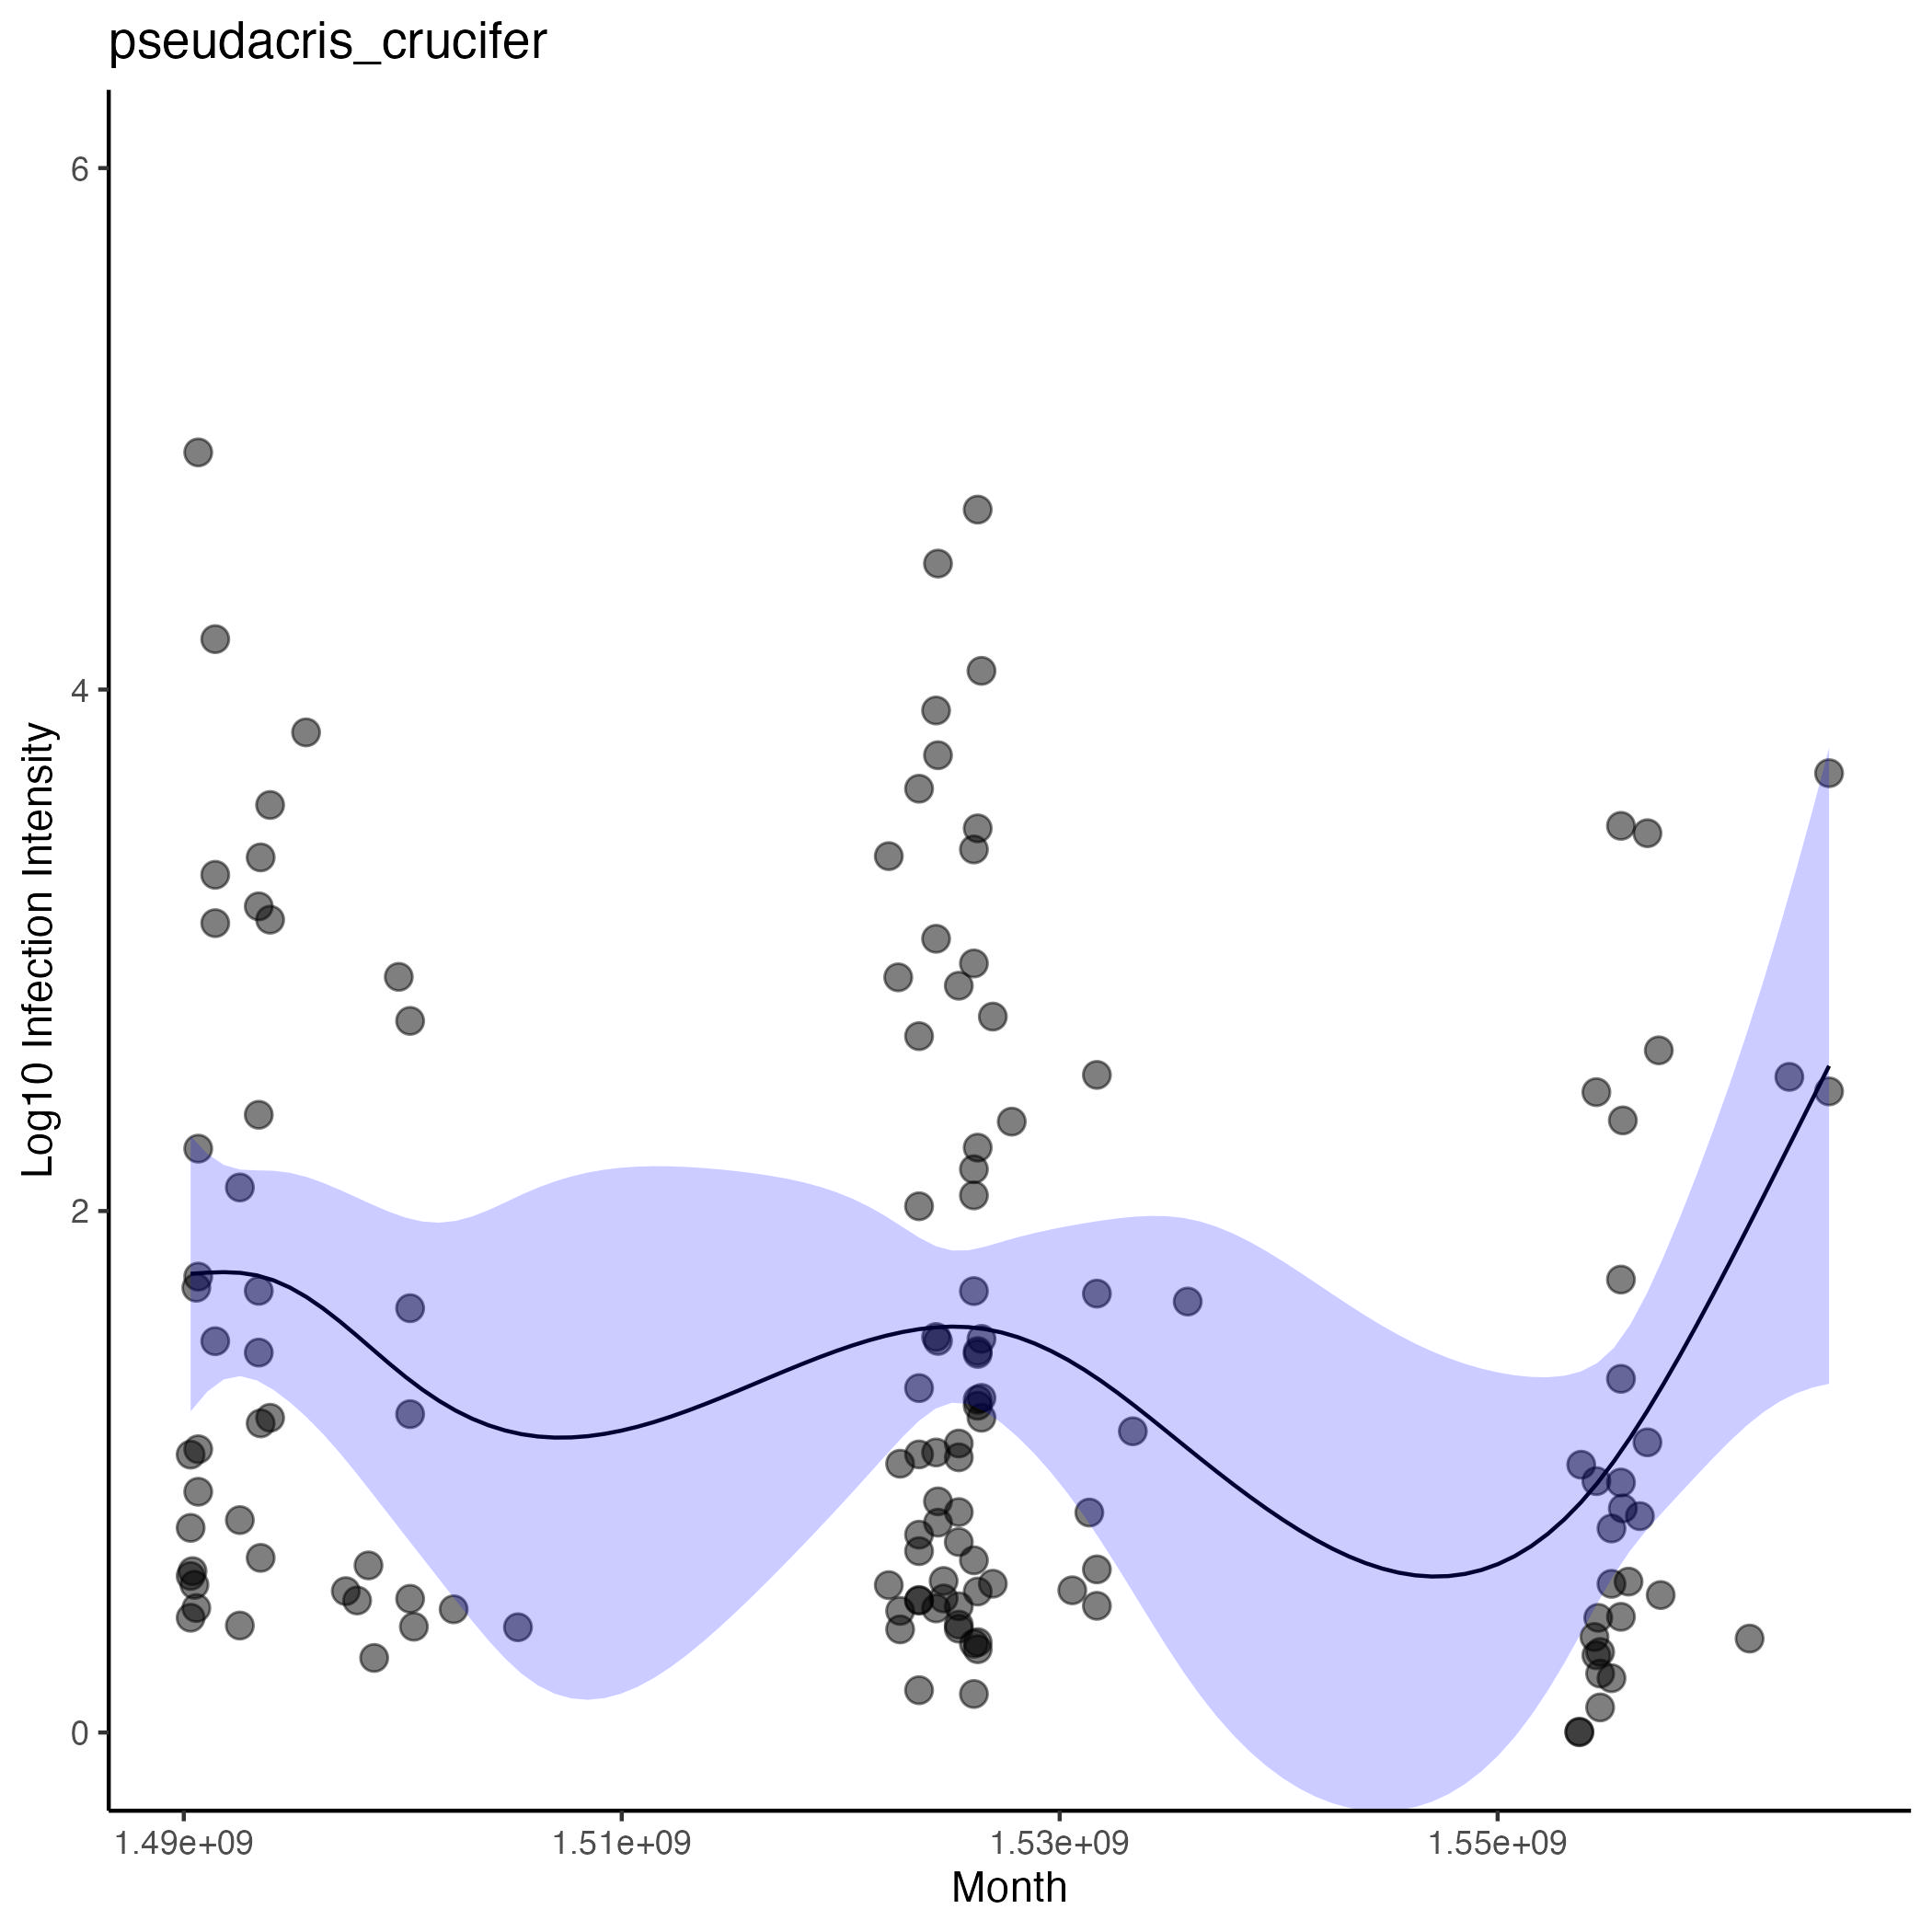 pseudacris_crucifer
6
4
2
0
Log10 Infection Intensity
1.49e+09
1.51e+09
1.53e+09
1.55e+09
Month